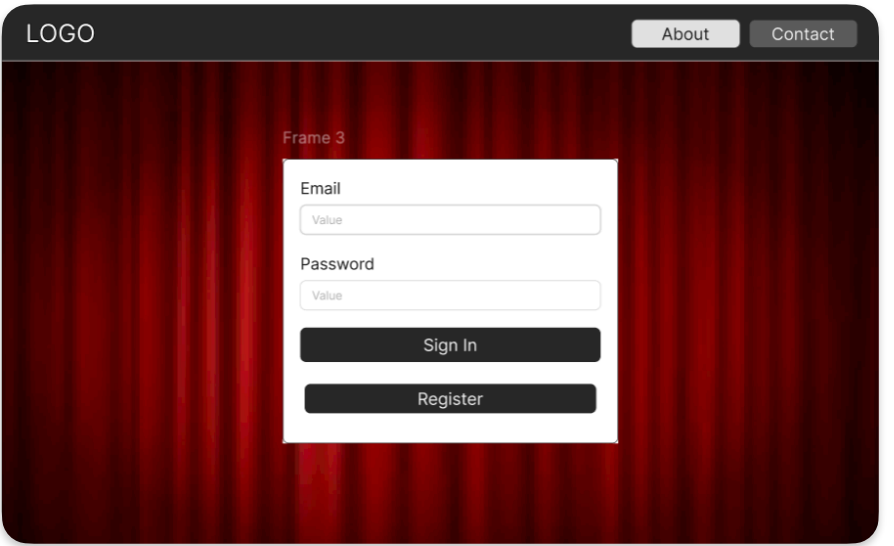 LOGO
About
Contact
Frame 3
Email
Value
Password
Value
Sign In
Register